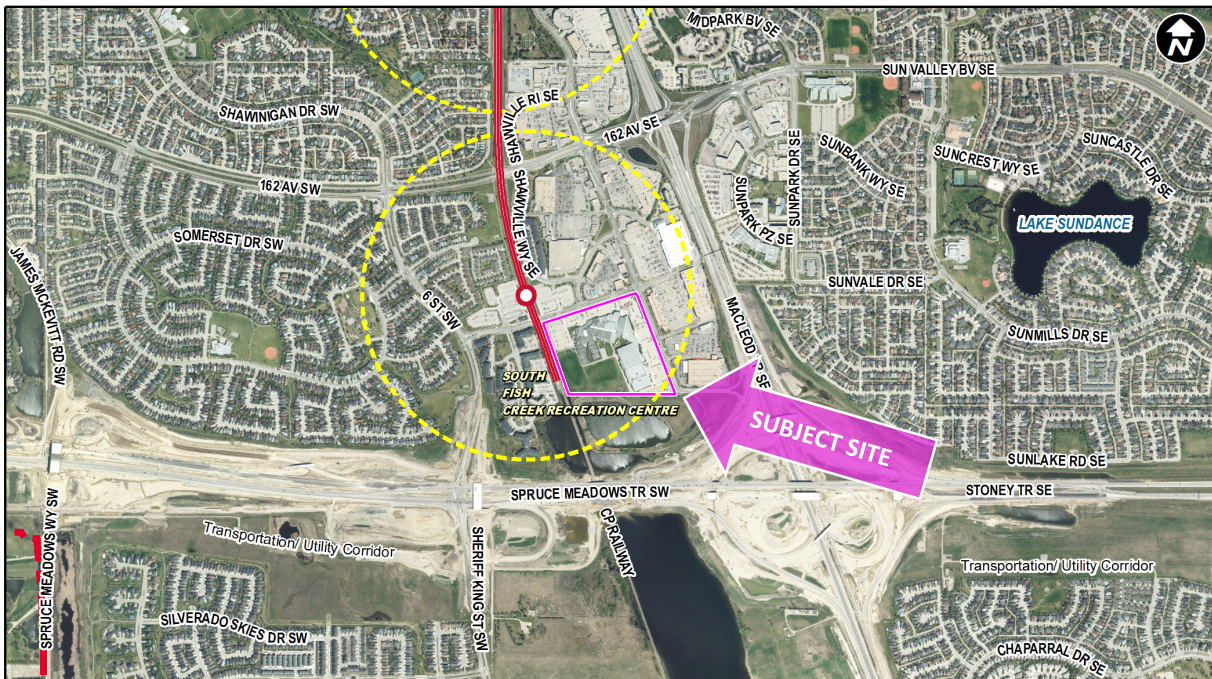 MIDPARK BV SE
N
SUN VALLEY BV SE
SHAWVILLE RI SE
SHAWINIGAN DR SW
162 AV SE
SUNBANK WY SE
SUNCREST WY SE
SUNCASTLE DR SE
SUNPARK DR SE
162 AV SW
SHAWVILLE WY SE
SUNPARK PZ SE
LAKE SUNDANCE
SOMERSET DR SW
JAMES MCKEVITT RD SW
SUNVALE DR SE
6 ST SW
MACLEOD TR SE
SUNMILLS DR SE
SOUTH
FISH
CREEK RECREATION CENTRE
SUBJECT SITE
SUNLAKE RD SE
SPRUCE MEADOWS TR SW
STONEY TR SE
SPRUCE MEADOWS WY SW
Transportation/ Utility Corridor
SHERIFF KING ST SW
CP RAILWAY
Transportation/ Utility Corridor
SILVERADO SKIES DR SW
CHAPARRAL DR SE